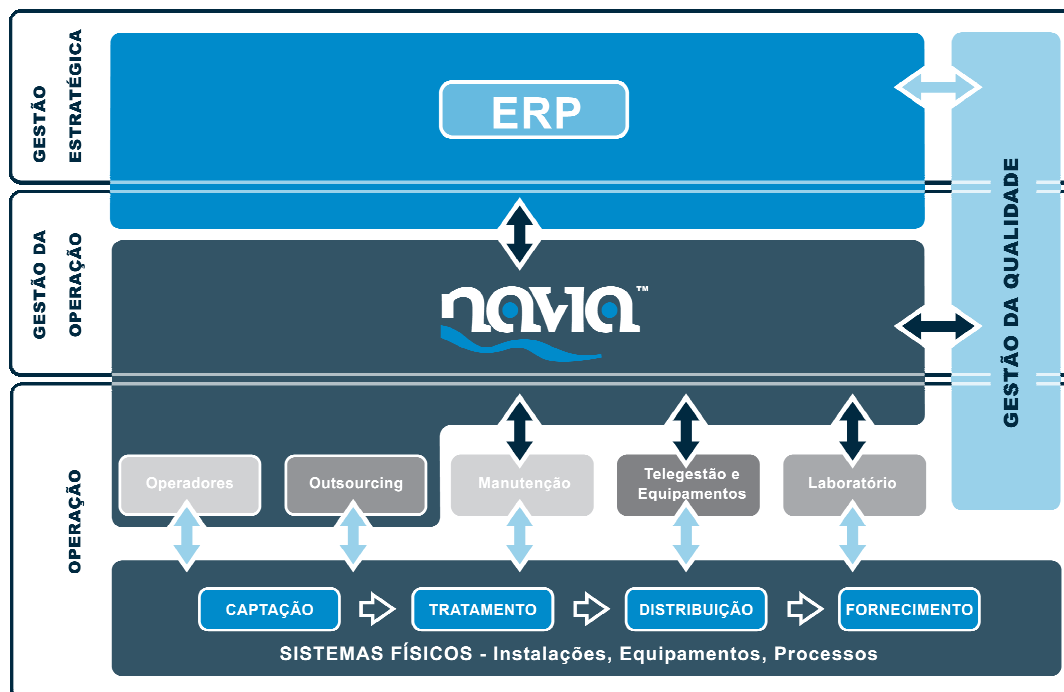 GESTÃO
ESTRATÉGICA
ERP
GESTÃO DA
OPERAÇÃO
navia™
GESTÃO DA QUALIDADE
OPERAÇÃO
Operadores
Outsourcing
Manutenção
Telegestão e
Equipamentos
Laboratório
CAPTAÇÃO
TRATAMENTO
DISTRIBUIÇÃO
FORNECIMENTO
SISTEMAS FÍSICOS - Instalações, Equipamentos, Processos